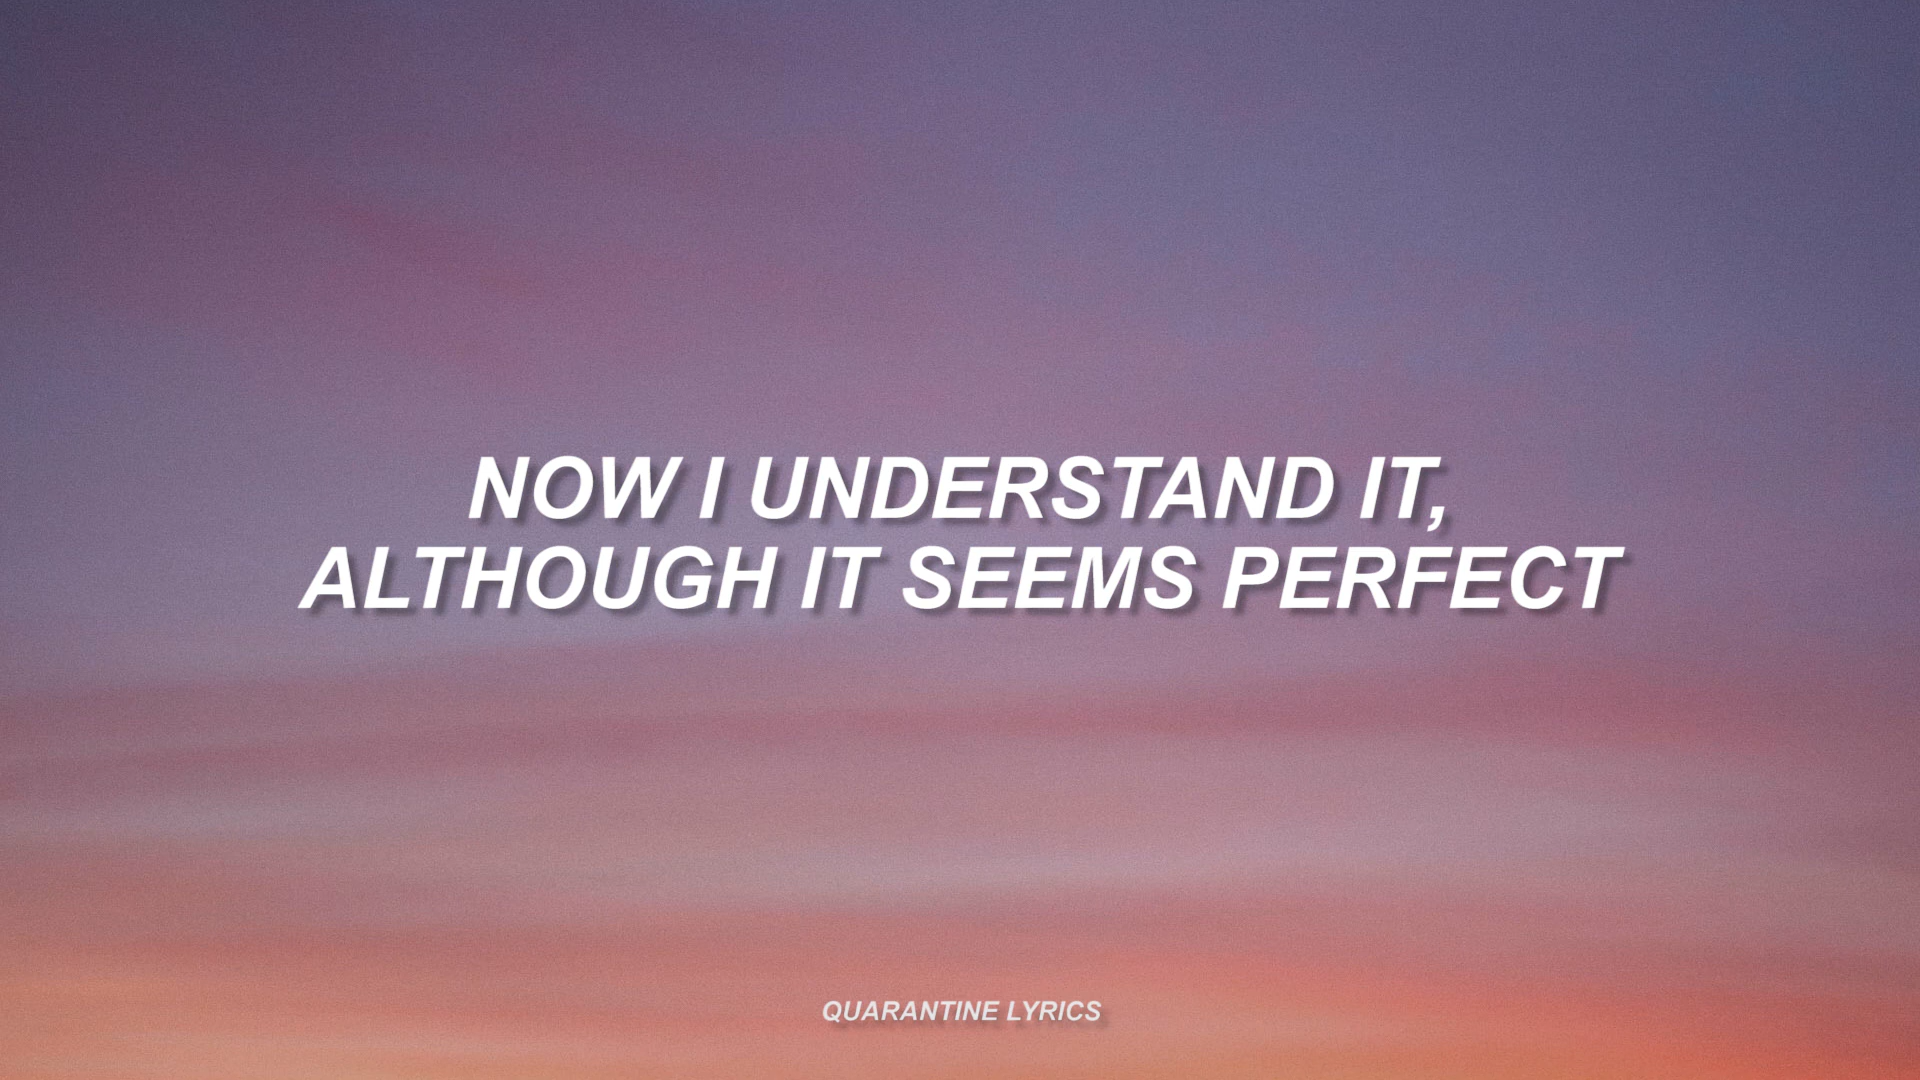 NOW I UNDERSTAND IT,
ALTHOUGH IT SEEMS PERFECT
QUARANTINE LYRICS